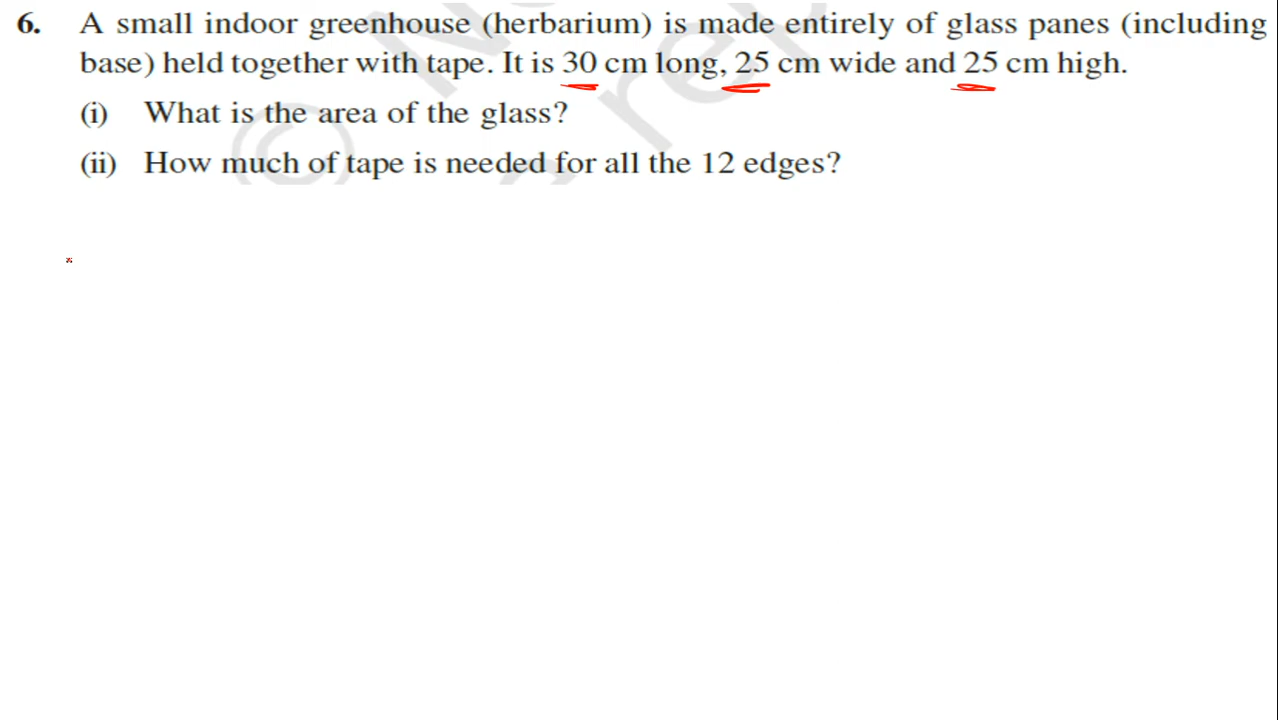 6. A small indoor greenhouse (herbarium) is made entirely of glass panes (including
base) held together with tape. It is 30 cm long, 25 cm wide and 25 cm high.
(i) What is the area of the glass?
(ii) How much of tape is needed for all the 12 edges?